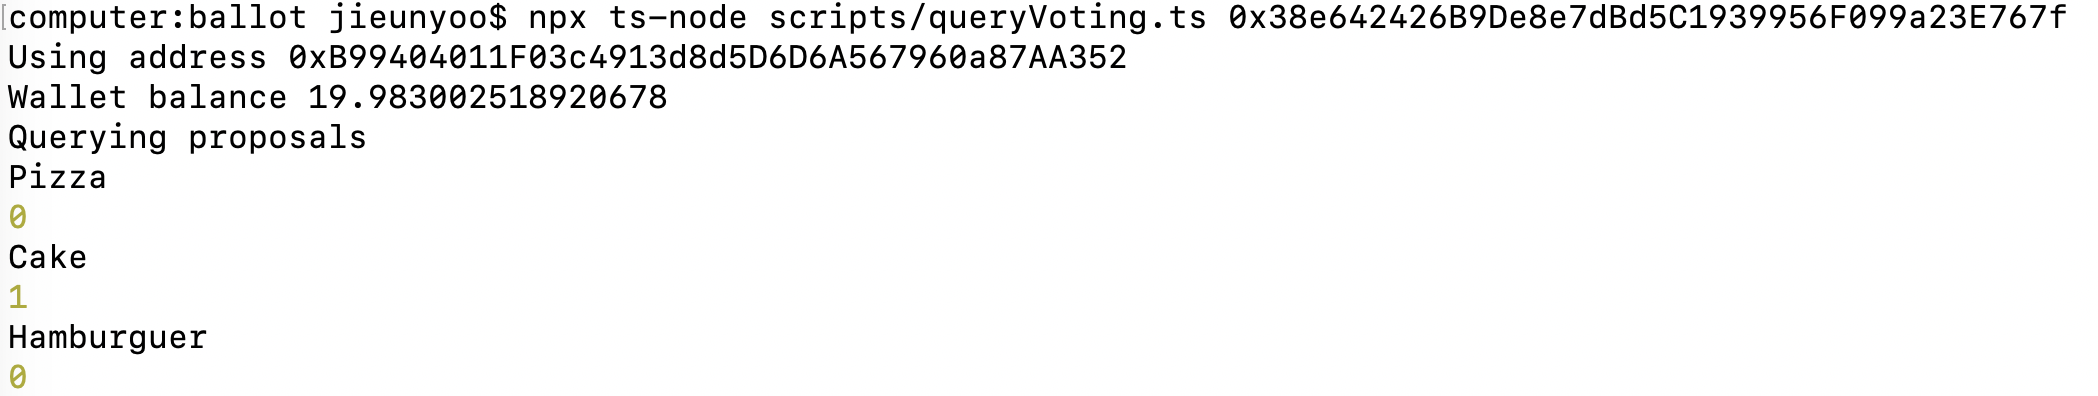 [computer:ballot jieunyoo$ npx ts-node scripts/queryVoting.ts 0x38e642426B9De8e7dBd5C1939956F099a23E767f
Using address 0xB99404011F03c4913d8d5D6D6A567960a87AA352
Wallet balance 19.983002518920678
Querying proposals
Pizza
0
Cake
1
Hamburguer
0